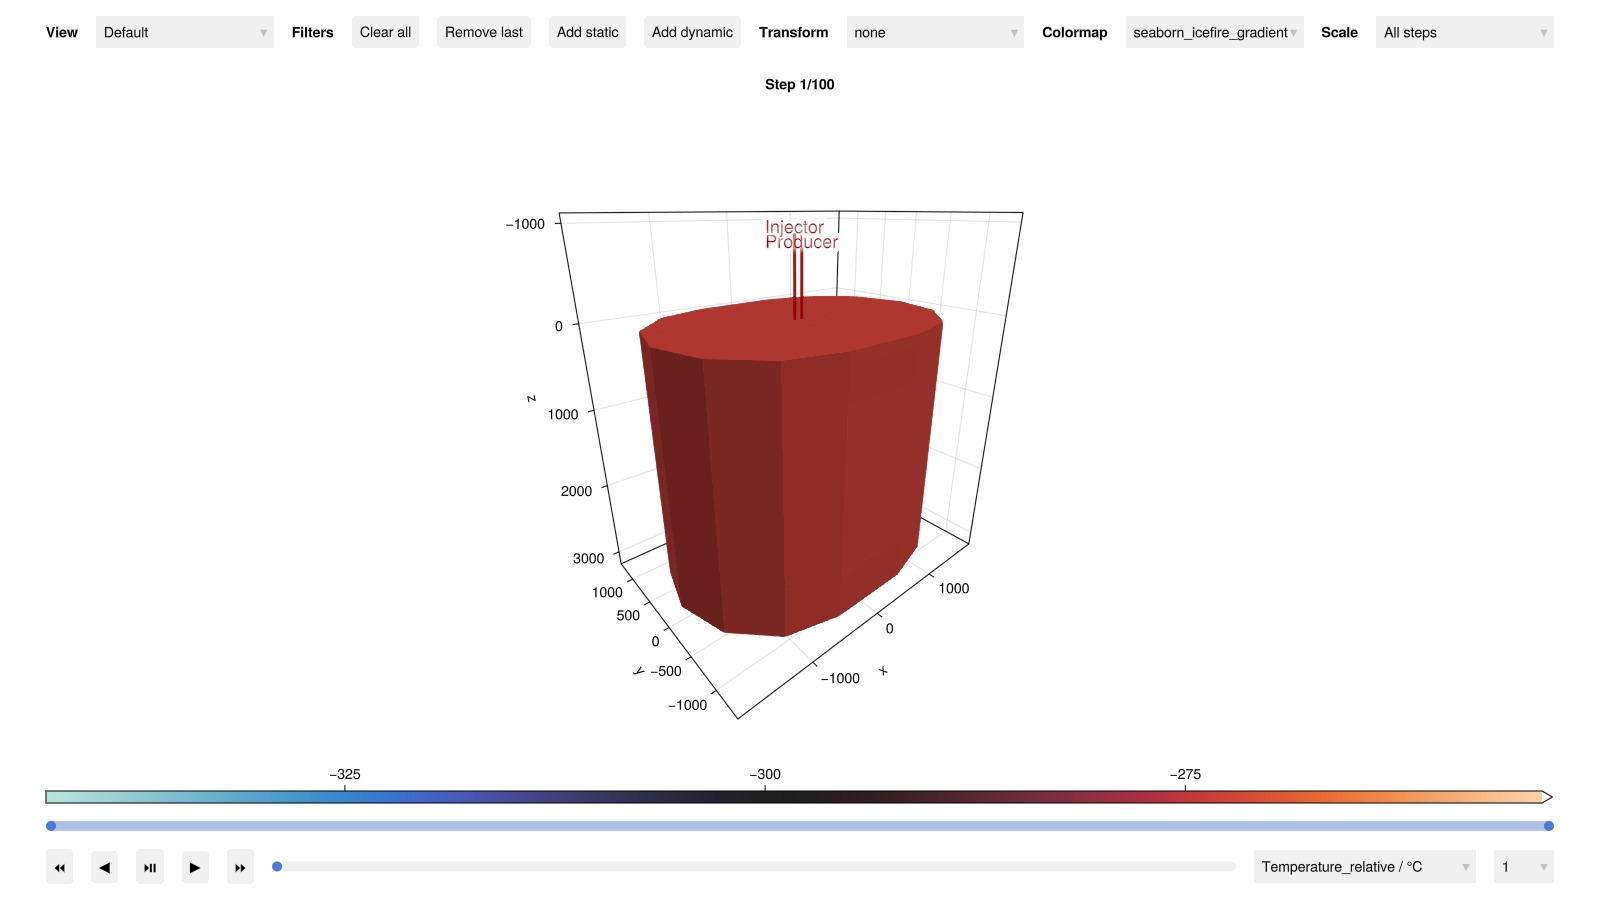 View Default Filters Clear all Remove last Add static Add dynamic Transform none Colormap seaborn_icefire_gradient Scale All steps
Step 1/100
Injector
Producer
−1000
0
1000
2000
3000
z
1000
500
0
−500
−1000
y
−1000
0
1000
x
−325 −300 −275
Temperature_relative / °C 1